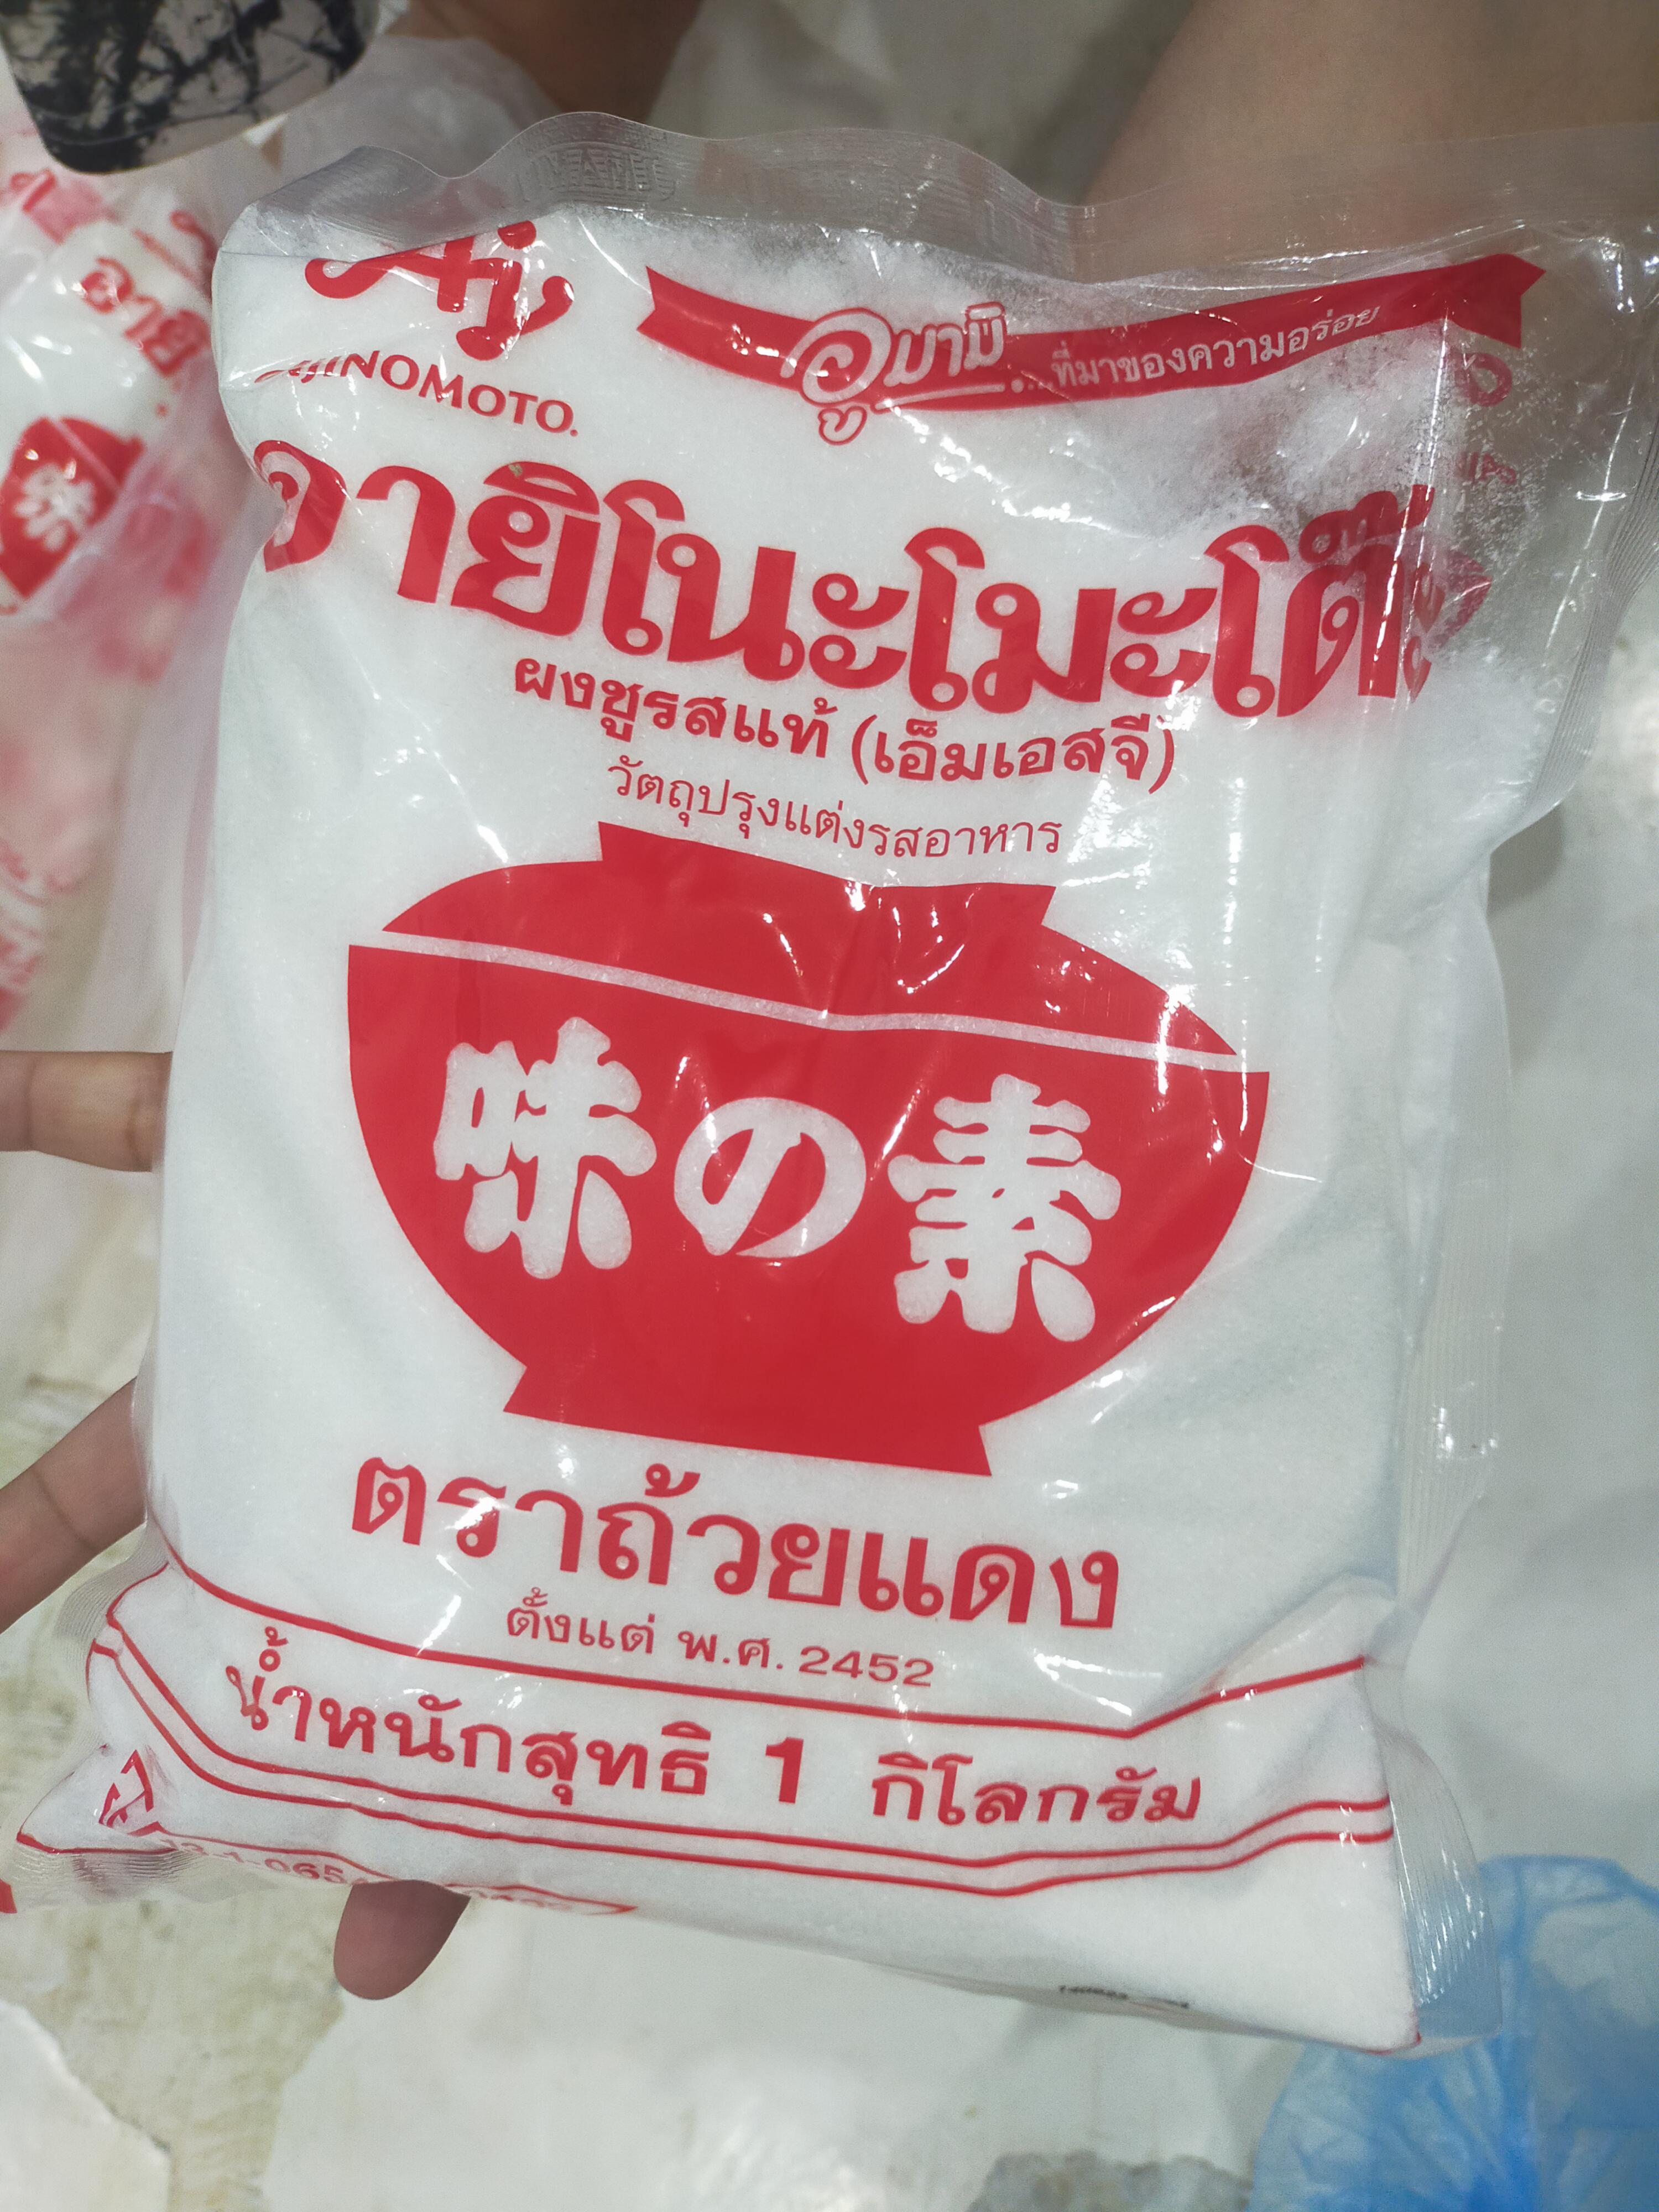 Aji
AJINOMOTO.
อูมามิ ...ที่มาของความอร่อย
อายิโนะโมะโต๊ะ
ผงชูรสแท้ (เอ็มเอสจี)
วัตถุปรุงแต่งรสอาหาร
味の素
ตราถ้วยแดง
ตั้งแต่ พ.ศ. 2452
น้ำหนักสุทธิ 1 กิโลกรัม
อายิ
味